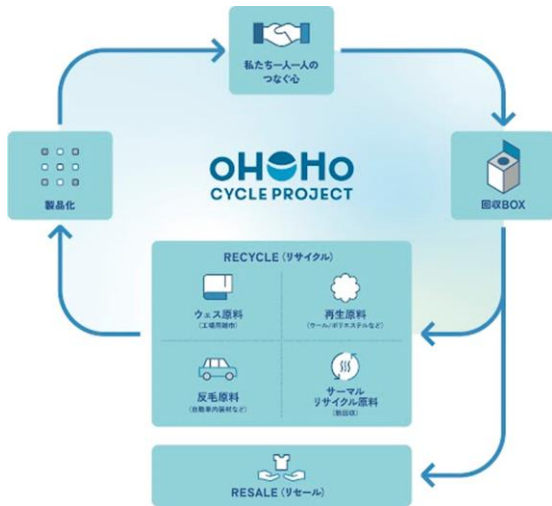 私たち一人一人の
つなぐ心
製品化
oHoHo
CYCLE PROJECT
回収BOX
RECYCLE(リサイクル)
ウェス原料
(工場用雑巾)
再生原料
(ウール/ポリエステルなど)
反毛原料
(自動車内装材など)
サーマル
リサイクル原料
(熱回収)
RESALE(リセール)